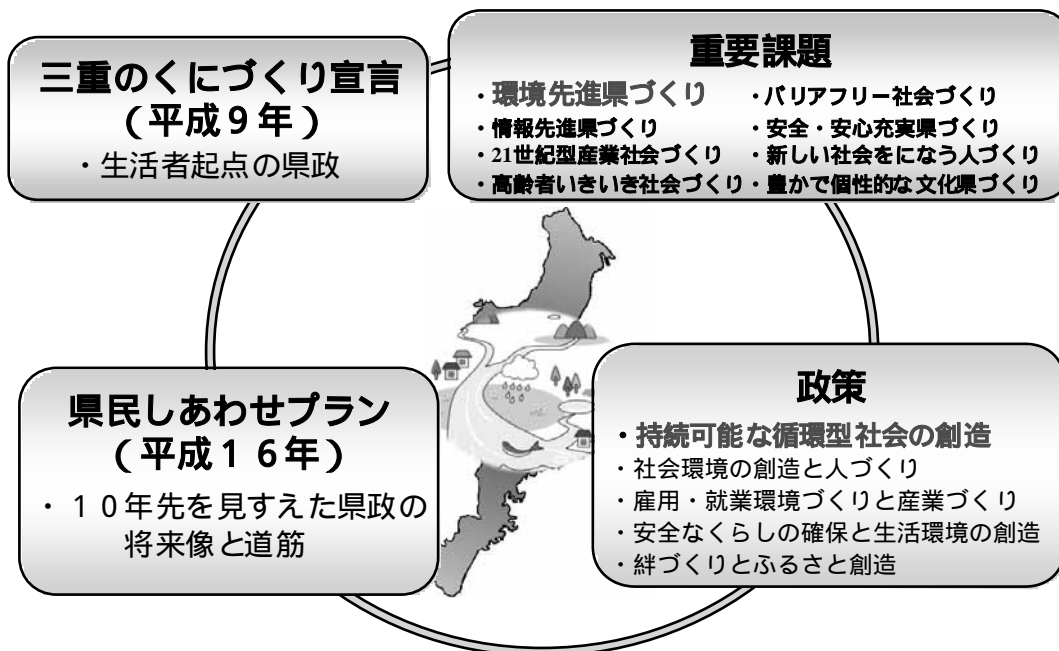 三重のくにづくり宣言
（平成９年）
・生活者起点の県政
重要課題
・環境先進県づくり
・情報先進県づくり
・21世紀型産業社会づくり
・高齢者いきいき社会づくり
・バリアフリー社会づくり
・安全・安心充実県づくり
・新しい社会をになう人づくり
・豊かで個性的な文化県づくり
県民しあわせプラン
（平成１６年）
・１０年先を見すえた県政の
将来像と道筋
政策
・持続可能な循環型社会の創造
・社会環境の創造と人づくり
・雇用・就業環境づくりと産業づくり
・安全なくらしの確保と生活環境の創造
・絆づくりとふるさと創造